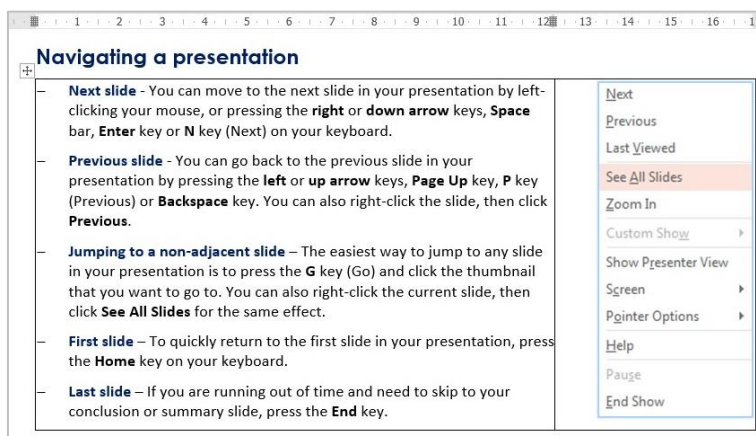 1 2 3 4 5 6 7 8 9 10 11 12 13 14 15 16
Navigating a presentation
– Next slide - You can move to the next slide in your presentation by left-
clicking your mouse, or pressing the right or down arrow keys, Space
bar, Enter key or N key (Next) on your keyboard.
– Previous slide - You can go back to the previous slide in your
presentation by pressing the left or up arrow keys, Page Up key, P key
(Previous) or Backspace key. You can also right-click the slide, then click
Previous.
– Jumping to a non-adjacent slide – The easiest way to jump to any slide
in your presentation is to press the G key (Go) and click the thumbnail
that you want to go to. You can also right-click the current slide, then
click See All Slides for the same effect.
– First slide – To quickly return to the first slide in your presentation, press
the Home key on your keyboard.
– Last slide – If you are running out of time and need to skip to your
conclusion or summary slide, press the End key.
Next
Previous
Last Viewed
See All Slides
Zoom In
Custom Show
Show Presenter View
Screen
Pointer Options
Help
Pause
End Show